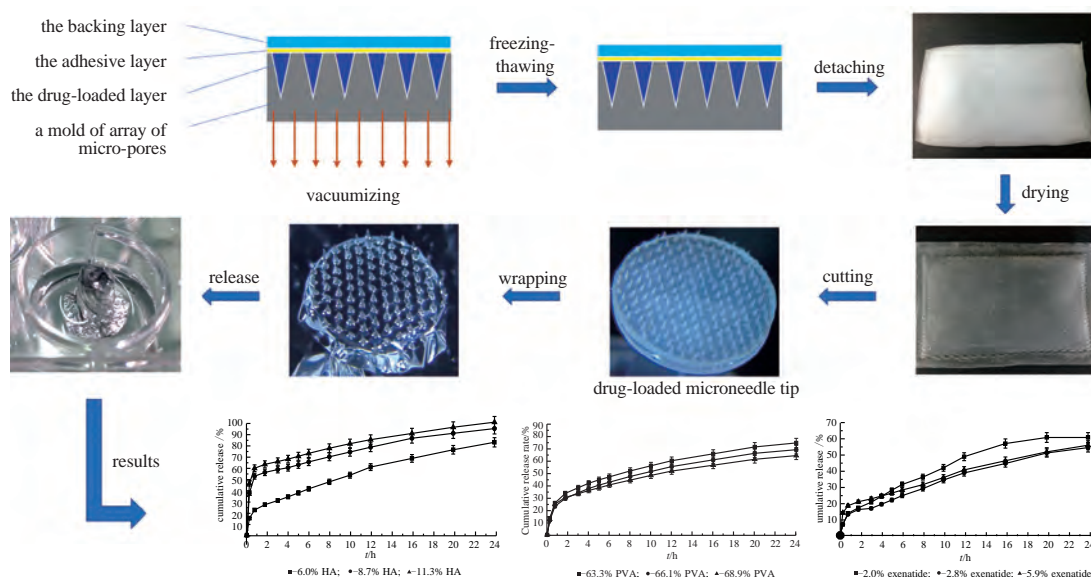 the backing layer
the adhesive layer
the drug-loaded layer
a mold of array of
micro-pores
vacuumizing
freezing-
thawing
detaching
drying
cutting
drug-loaded microneedle tip
wrapping
release
results
cumulative release /%
100
90
80
70
60
50
40
30
20
10
0 2 4 6 8 10 12 14 16 18 20 22 24
t/h
6.0% HA; 8.7% HA; 11.3% HA
Cumulative release rate/%
90
80
70
60
50
40
30
20
10
0 2 4 6 8 10 12 14 16 18 20 22 24
t/h
63.3% PVA; 66.1% PVA; 68.9% PVA
umulative release /%
70
60
50
40
30
20
10
0 2 4 6 8 10 12 14 16 18 20 22 24
t/h
2.0% exenatide; 2.8% exenatide; 5.9% exenatide